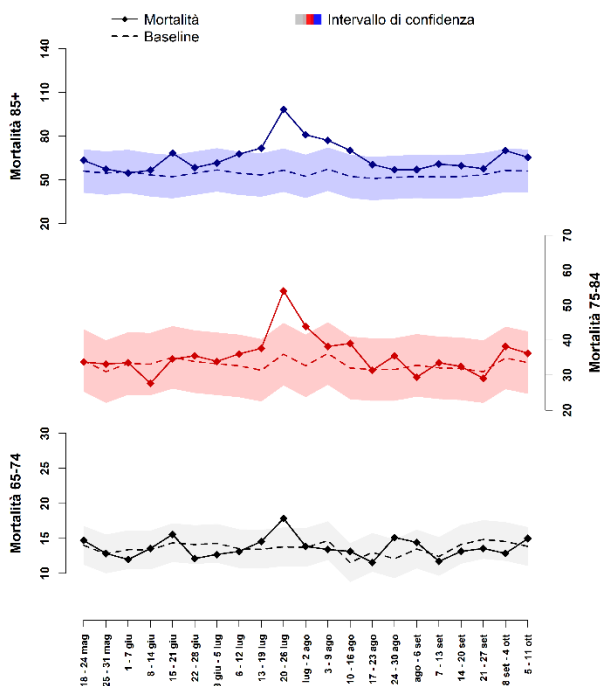 Mortalità
Baseline
Intervallo di confidenza
Mortalità 85+
140
110
80
50
20
Mortalità 75-84
70
60
50
40
30
20
Mortalità 65-74
30
25
20
15
10
18 - 24 mag
25 - 31 mag
1 - 7 giu
8 - 14 giu
15 - 21 giu
22 - 28 giu
giu - 5 lug
6 - 12 lug
13 - 19 lug
20 - 26 lug
lug - 2 ago
3 - 9 ago
10 - 16 ago
17 - 23 ago
24 - 30 ago
ago - 6 set
7 - 13 set
14 - 20 set
21 - 27 set
8 set - 4 ott
5 - 11 ott